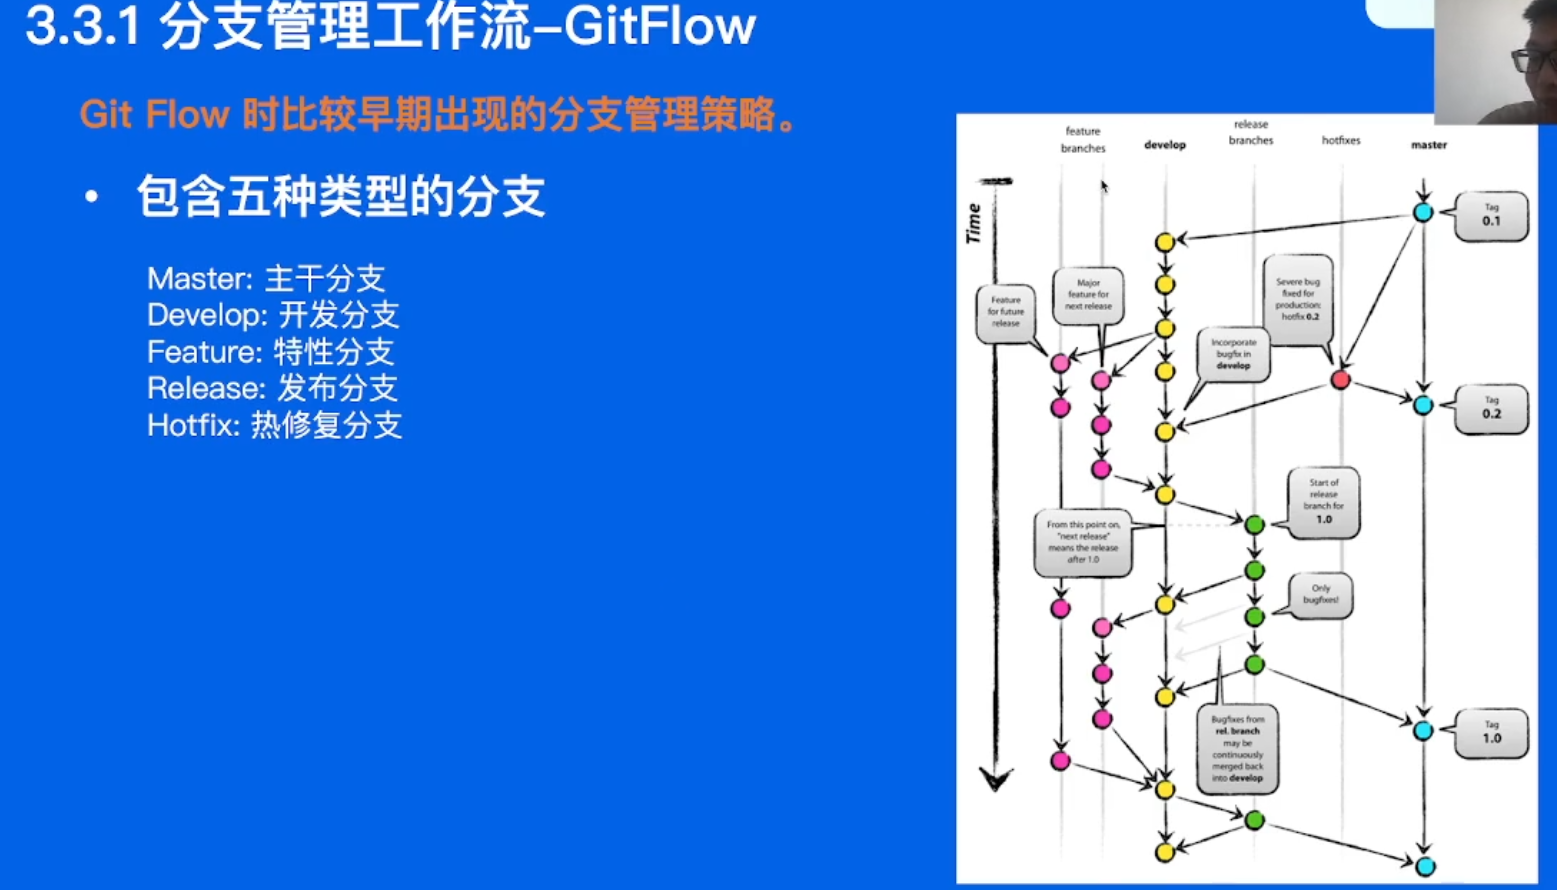 3.3.1 分支管理工作流–GitFlow
Git Flow 时比较早期出现的分支管理策略。
• 包含五种类型的分支
Master: 主干分支
Develop: 开发分支
Feature: 特性分支
Release: 发布分支
Hotfix: 热修复分支
feature
branches
develop
release
branches
hotfixes
master
Time
Tag
0.1
Feature
for future
release
Major
feature for
next release
Severe bug
fixed for
production:
hotfix 0.2
Incorporate
bugfix in
develop
Tag
0.2
Start of
release
branch for
1.0
From this point on,
"next release"
means the release
after 1.0
Only
bugfixes!
Bugfixes from
rel. branch
may be
continuously
merged back
into develop
Tag
1.0